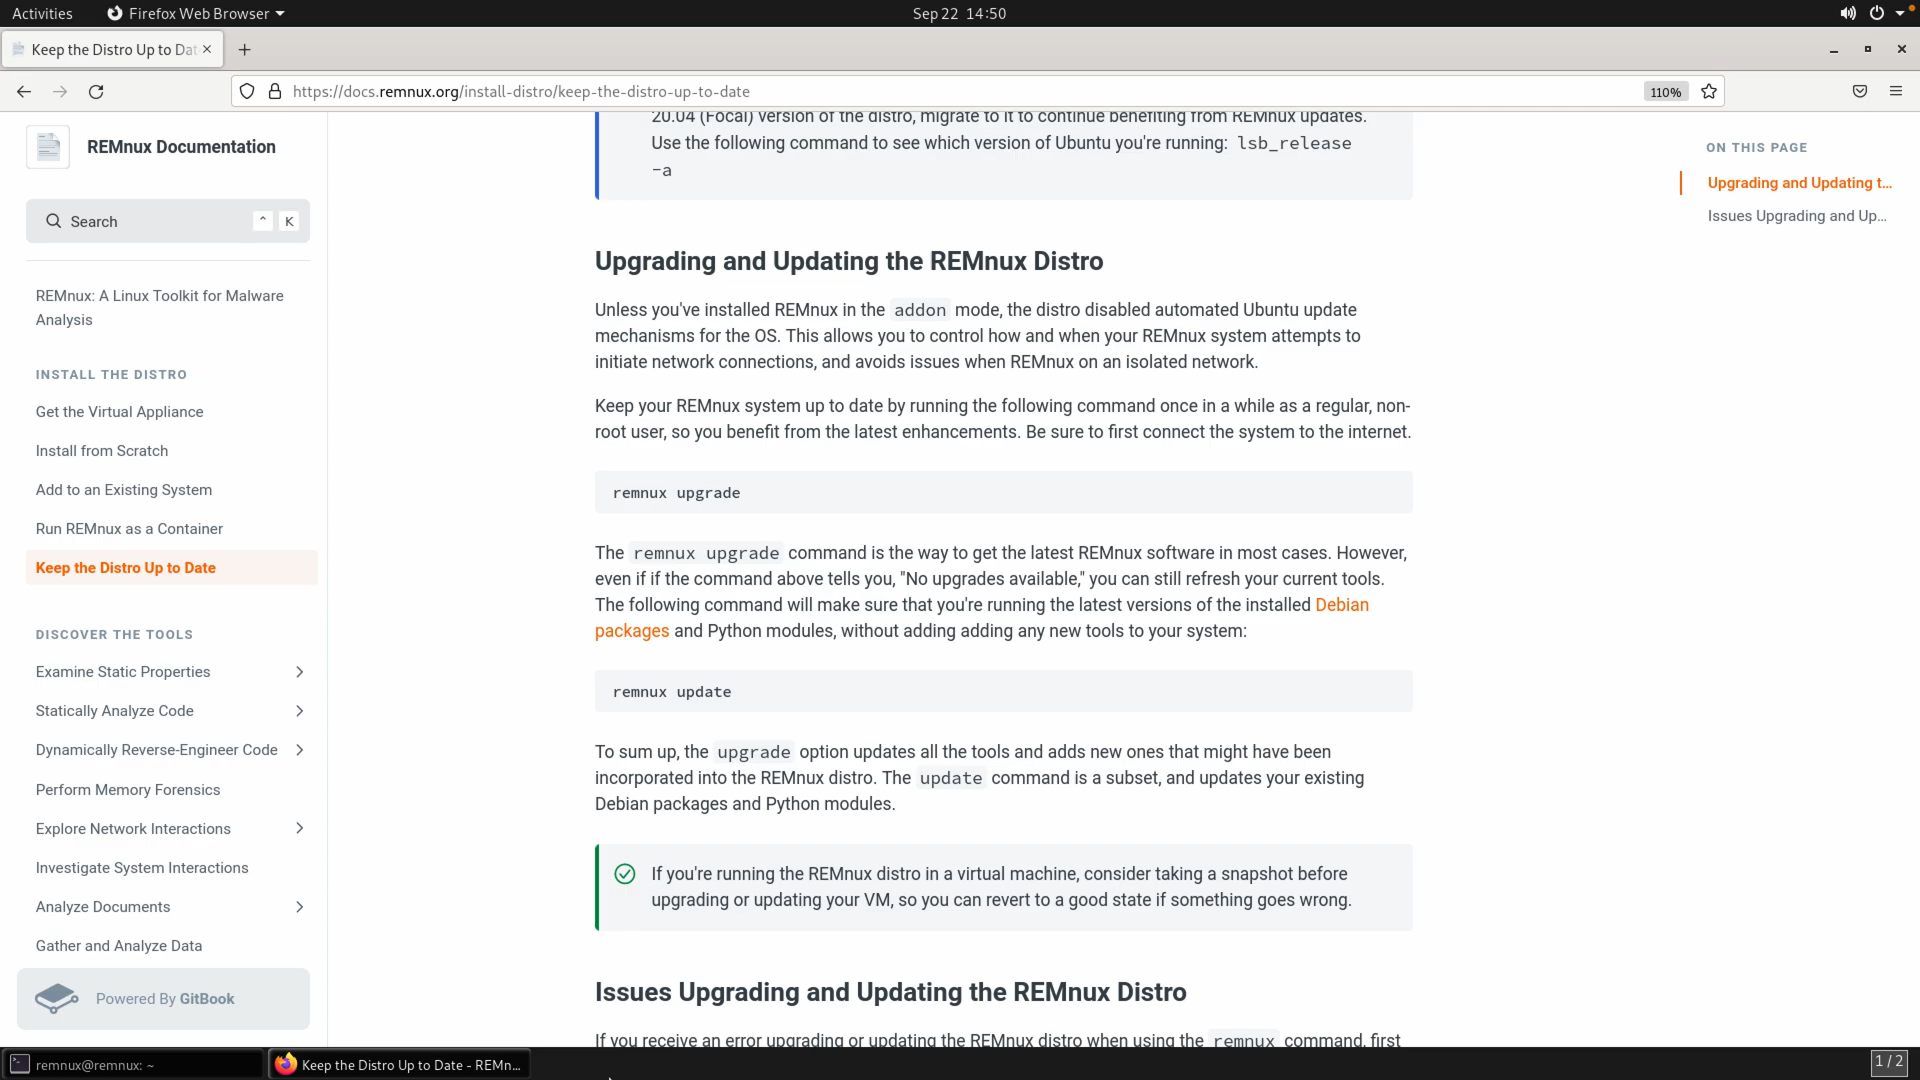 Activities
Firefox Web Browser
Sep 22 14:50
Keep the Distro Up to Dat
https://docs.remnux.org/install-distro/keep-the-distro-up-to-date
110%
REMnux Documentation
Search
^ K
REMnux: A Linux Toolkit for Malware
Analysis
INSTALL THE DISTRO
Get the Virtual Appliance
Install from Scratch
Add to an Existing System
Run REMnux as a Container
Keep the Distro Up to Date
DISCOVER THE TOOLS
Examine Static Properties
Statically Analyze Code
Dynamically Reverse-Engineer Code
Perform Memory Forensics
Explore Network Interactions
Investigate System Interactions
Analyze Documents
Gather and Analyze Data
Powered By GitBook
20.04 (Focal) version of the distro, migrate to it to continue benefiting from REMnux updates.
Use the following command to see which version of Ubuntu you're running: lsb_release
-a
Upgrading and Updating the REMnux Distro
Unless you've installed REMnux in the addon mode, the distro disabled automated Ubuntu update
mechanisms for the OS. This allows you to control how and when your REMnux system attempts to
initiate network connections, and avoids issues when REMnux on an isolated network.
Keep your REMnux system up to date by running the following command once in a while as a regular, non-
root user, so you benefit from the latest enhancements. Be sure to first connect the system to the internet.
remnux upgrade
The remnux upgrade command is the way to get the latest REMnux software in most cases. However,
even if if the command above tells you, "No upgrades available," you can still refresh your current tools.
The following command will make sure that you're running the latest versions of the installed Debian
packages and Python modules, without adding adding any new tools to your system:
remnux update
To sum up, the upgrade option updates all the tools and adds new ones that might have been
incorporated into the REMnux distro. The update command is a subset, and updates your existing
Debian packages and Python modules.
If you're running the REMnux distro in a virtual machine, consider taking a snapshot before
upgrading or updating your VM, so you can revert to a good state if something goes wrong.
Issues Upgrading and Updating the REMnux Distro
If you receive an error upgrading or updating the REMnux distro when using the remnux command, first
ON THIS PAGE
Upgrading and Updating t...
Issues Upgrading and Up...
remnux@remnux: ~
Keep the Distro Up to Date - REMn...
1 / 2